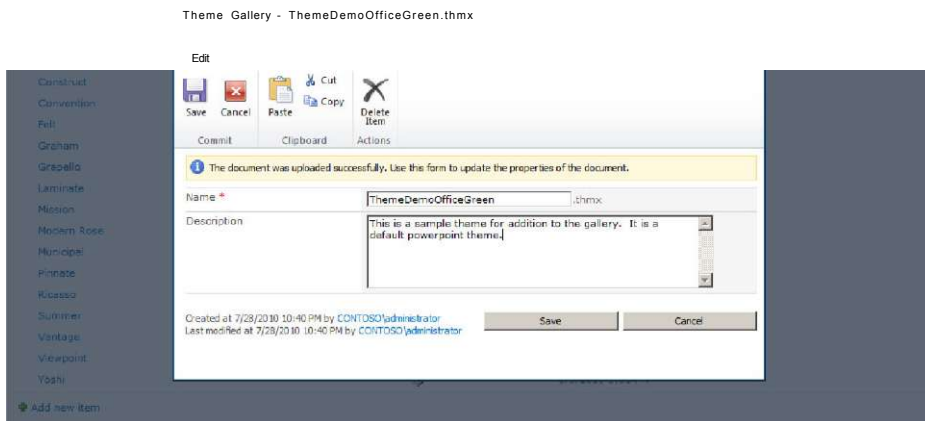 Theme Gallery - ThemeDemoOfficeGreen.thmx
Edit
Construct
Convention
Felt
Graham
Grapello
Laminate
Mission
Modern Rose
Municipal
Pinnate
Ricasso
Summer
Vantage
Viewpoint
Yoshi
Add new item
Save
Cancel
Paste
Cut
Copy
Delete
Item
Commit
Clipboard
Actions
The document was uploaded successfully. Use this form to update the properties of the document.
Name *
ThemeDemoOfficeGreen .thmx
Description
This is a sample theme for addition to the gallery. It is a
default powerpoint theme.
Created at 7/28/2010 10:40 PM by CONTOSO\administrator
Last modified at 7/28/2010 10:40 PM by CONTOSO\administrator
Save
Cancel